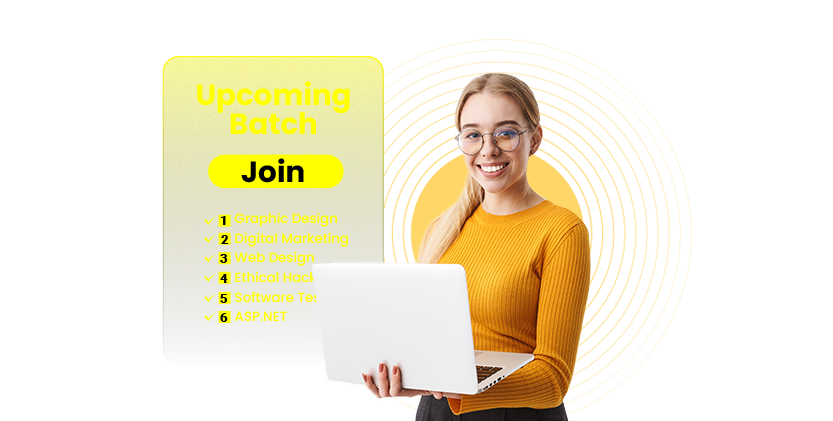 Upcoming
Batch
Join
1 Graphic Design
2 Digital Marketing
3 Web Design
4 Ethical
5 Software
6 ASP.NET